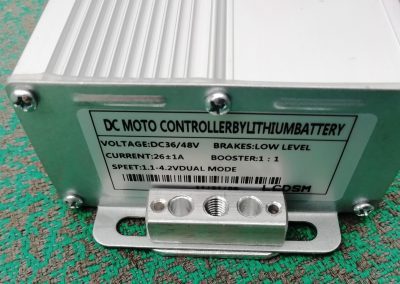 DC MOTO CONTROLLERBYLITHIUMBATTERY
VOLTAGE:DC36/48V BRAKES:LOW LEVEL
CURRENT:26±1A BOOSTER:1 : 1
SPEET:1.1-4.2VDUAL MODE
LCDSM